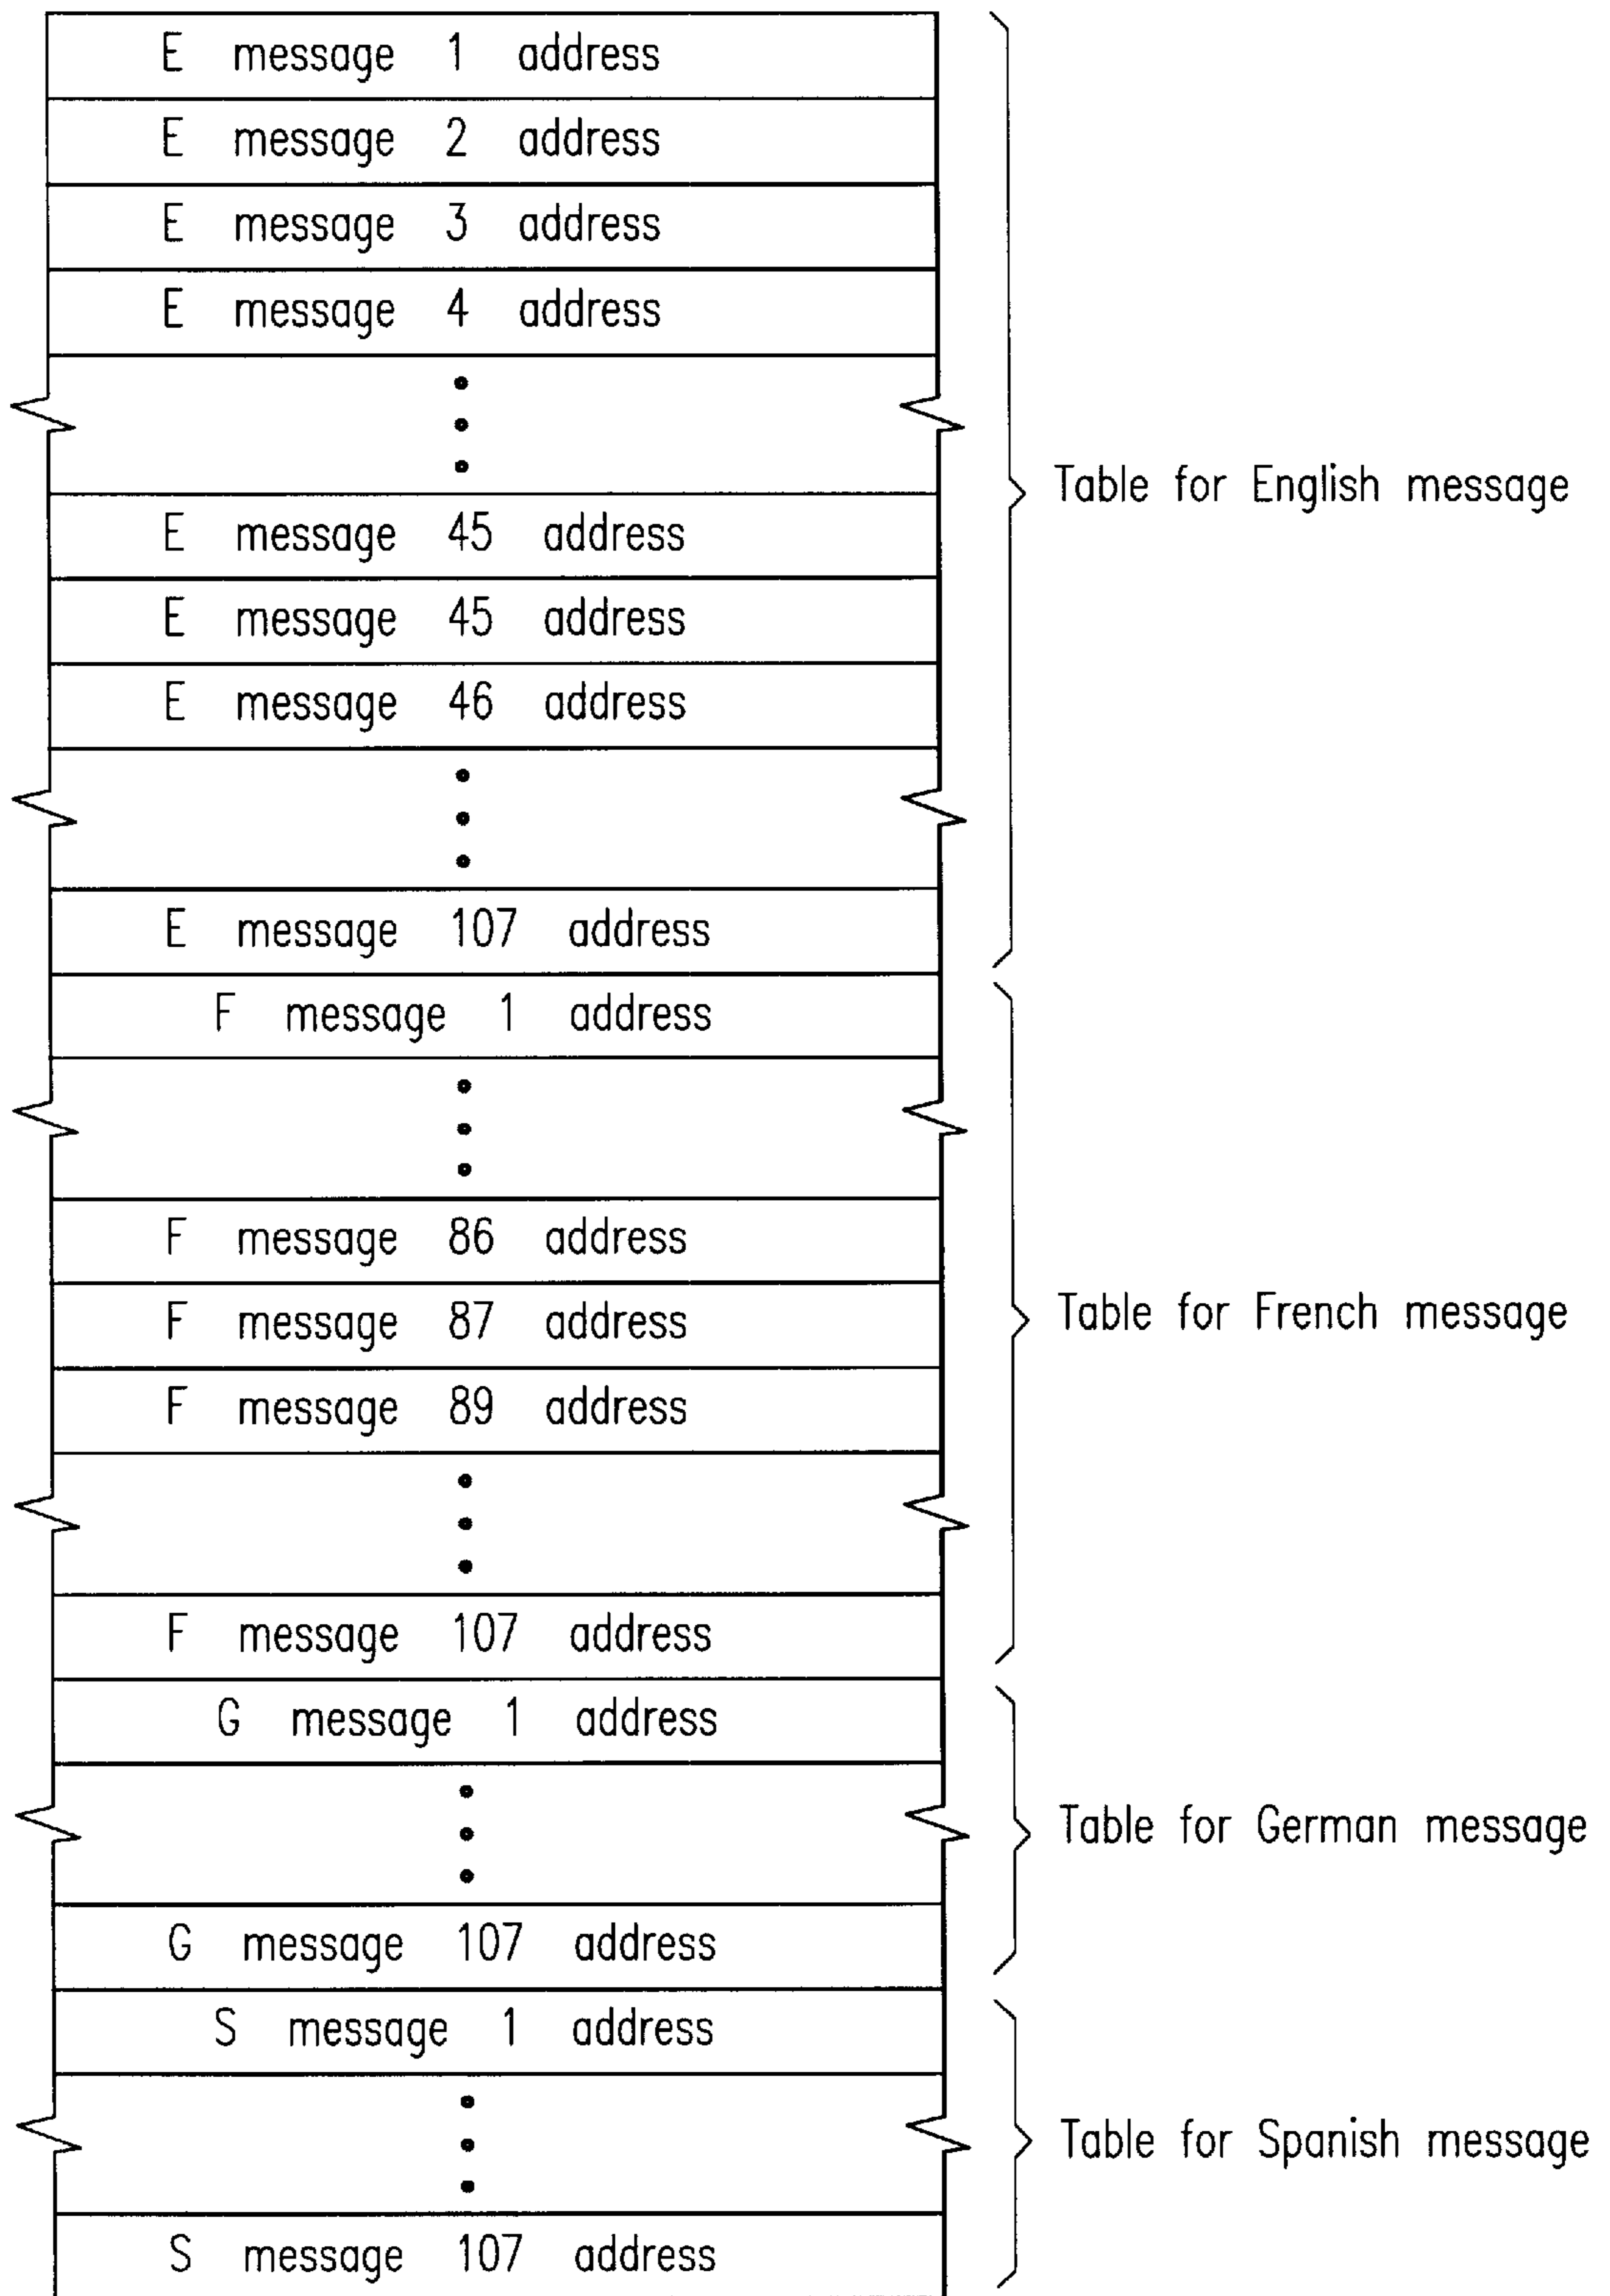 E message 1 address
E message 2 address
E message 3 address
E message 4 address
Table for English message
E message 45 address
E message 45 address
E message 46 address
E message 107 address
F message 1 address
F message 86 address
Table for French message
F message 87 address
F message 89 address
F message 107 address
G message 1 address
Table for German message
G message 107 address
S message 1 address
Table for Spanish message
S message 107 address